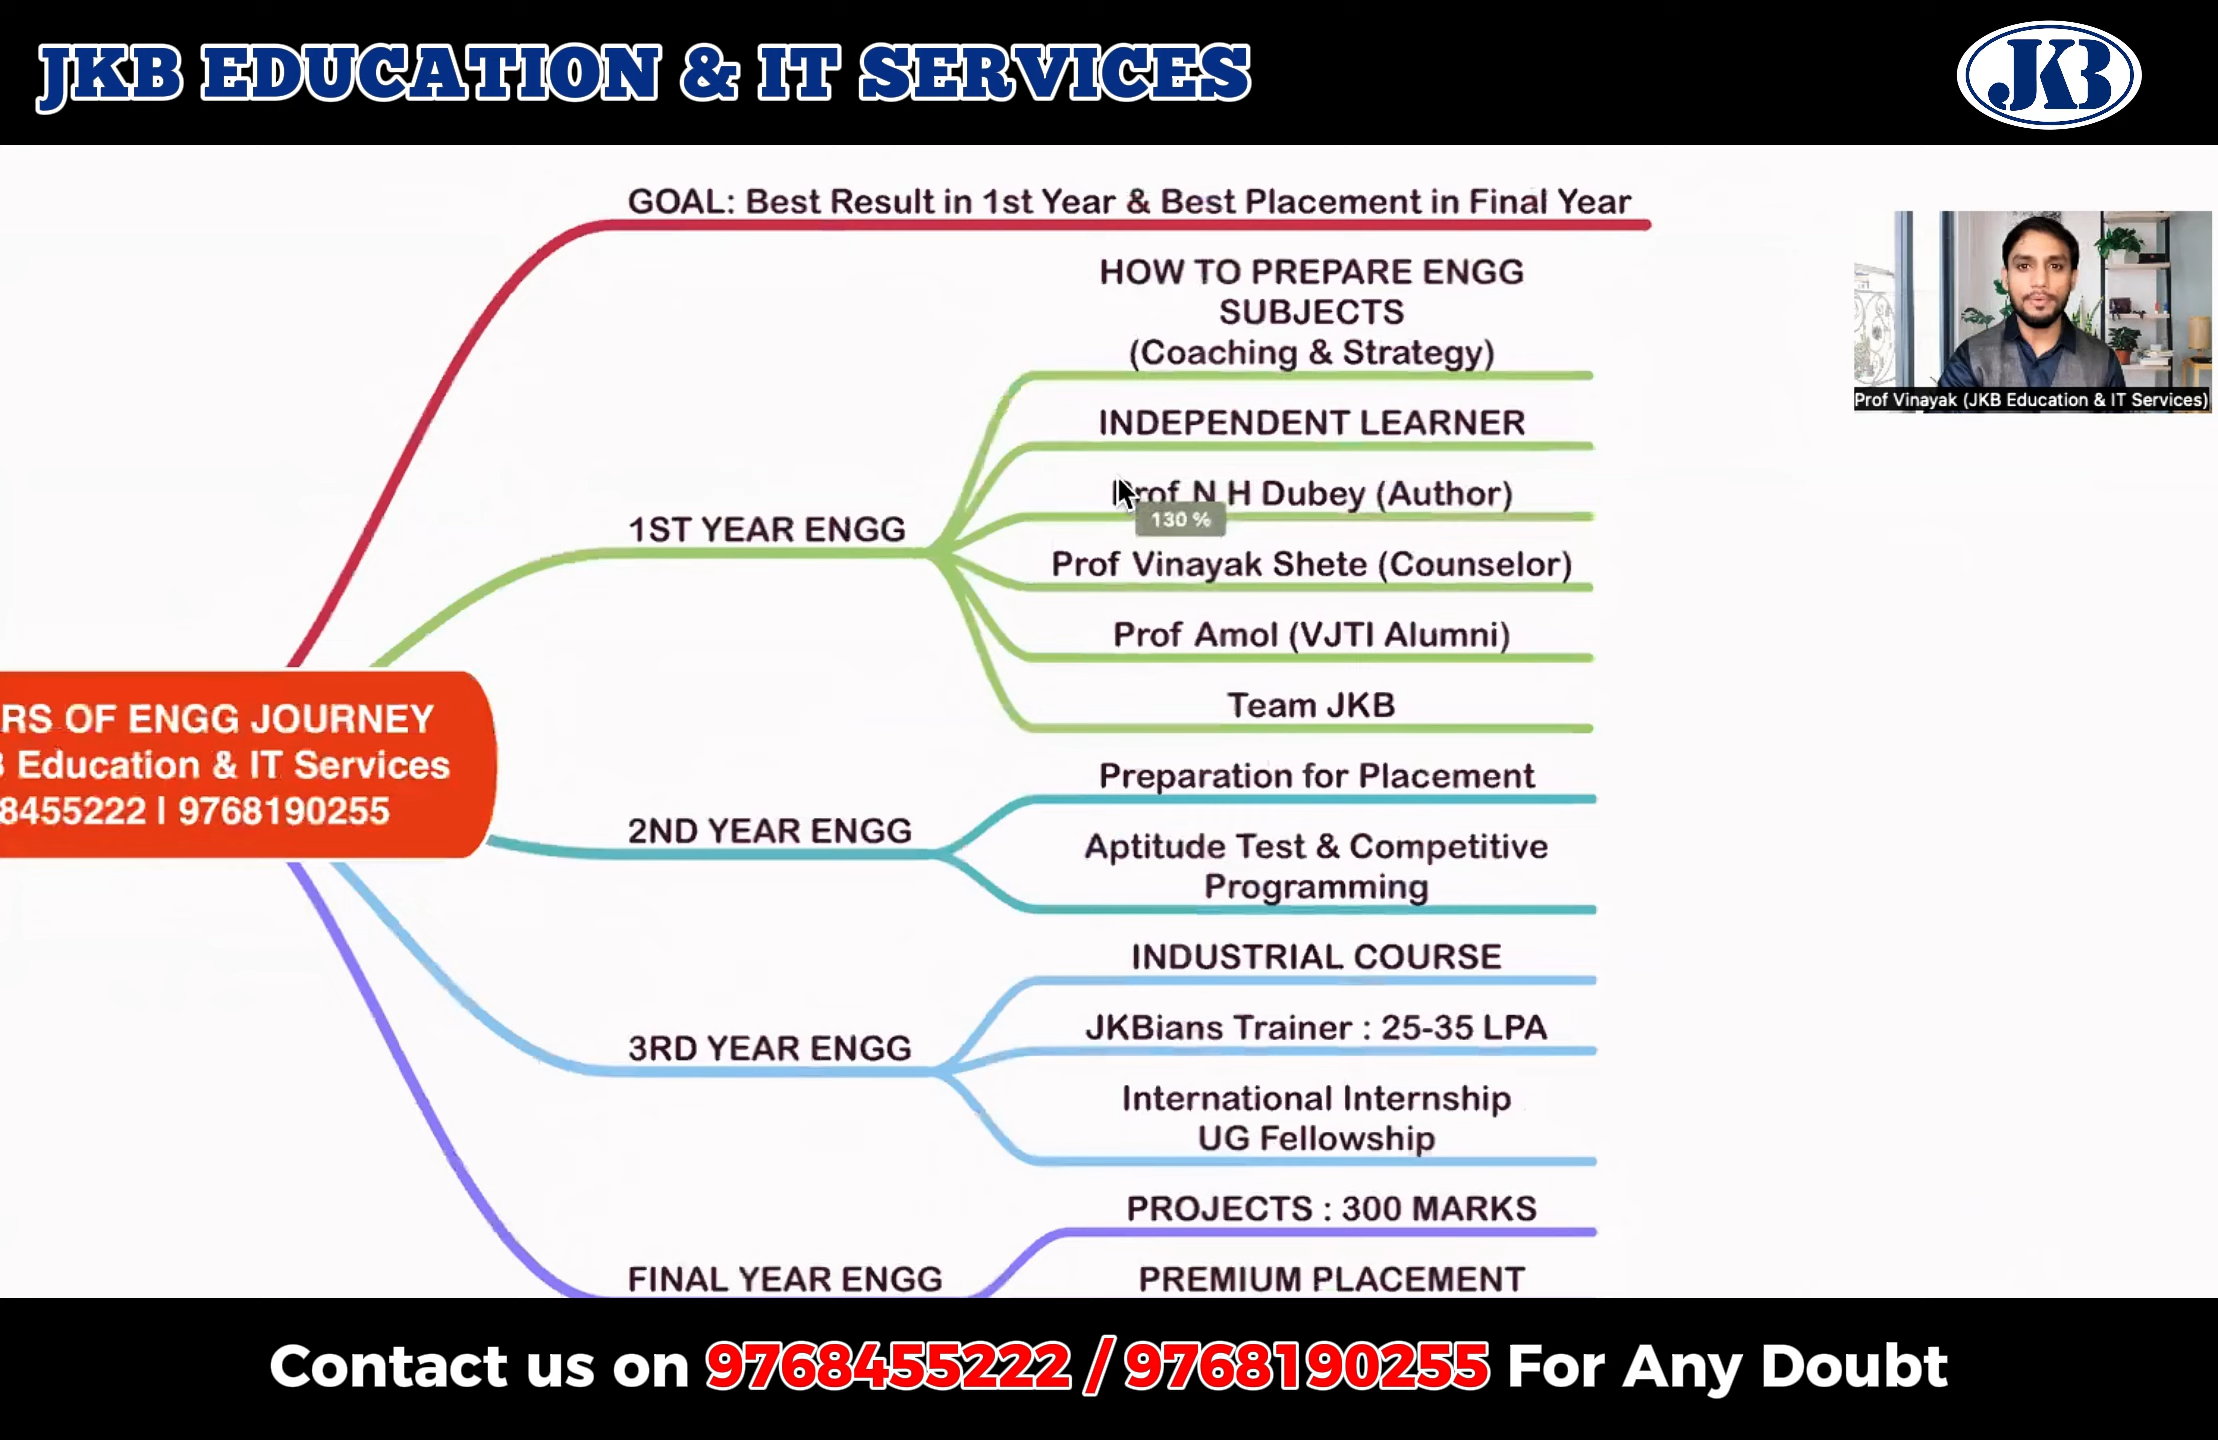 JKB EDUCATION & IT SERVICES
JKB
GOAL: Best Result in 1st Year & Best Placement in Final Year
HOW TO PREPARE ENGG
SUBJECTS
(Coaching & Strategy)
INDEPENDENT LEARNER
Prof N H Dubey (Author)
130 %
1ST YEAR ENGG
Prof Vinayak Shete (Counselor)
Prof Amol (VJTI Alumni)
Team JKB
Prof Vinayak (JKB Education & IT Services)
RS OF ENGG JOURNEY
Education & IT Services
8455222 | 9768190255
2ND YEAR ENGG
Preparation for Placement
Aptitude Test & Competitive
Programming
3RD YEAR ENGG
INDUSTRIAL COURSE
JKBians Trainer : 25-35 LPA
International Internship
UG Fellowship
FINAL YEAR ENGG
PROJECTS : 300 MARKS
PREMIUM PLACEMENT
Contact us on 9768455222 / 9768190255 For Any Doubt